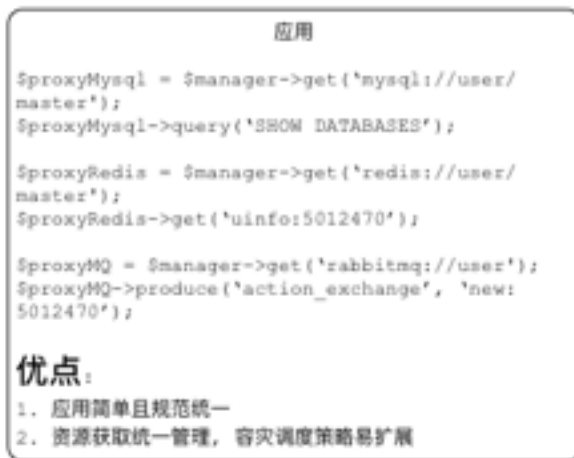 应用
$proxyMysql = $manager->get(‘mysql://user/
master’);
$proxyMysql->query(‘SHOW DATABASES’);
$proxyRedis = $manager->get(‘redis://user/
master’);
$proxyRedis->get(‘uinfo:5012470’);
$proxyMQ = $manager->get(‘rabbitmq://user’);
$proxyMQ->produce(‘action_exchange’, ‘new:
5012470’);
优点:
1. 应用简单且规范统一
2. 资源获取统一管理, 容灾调度策略易扩展